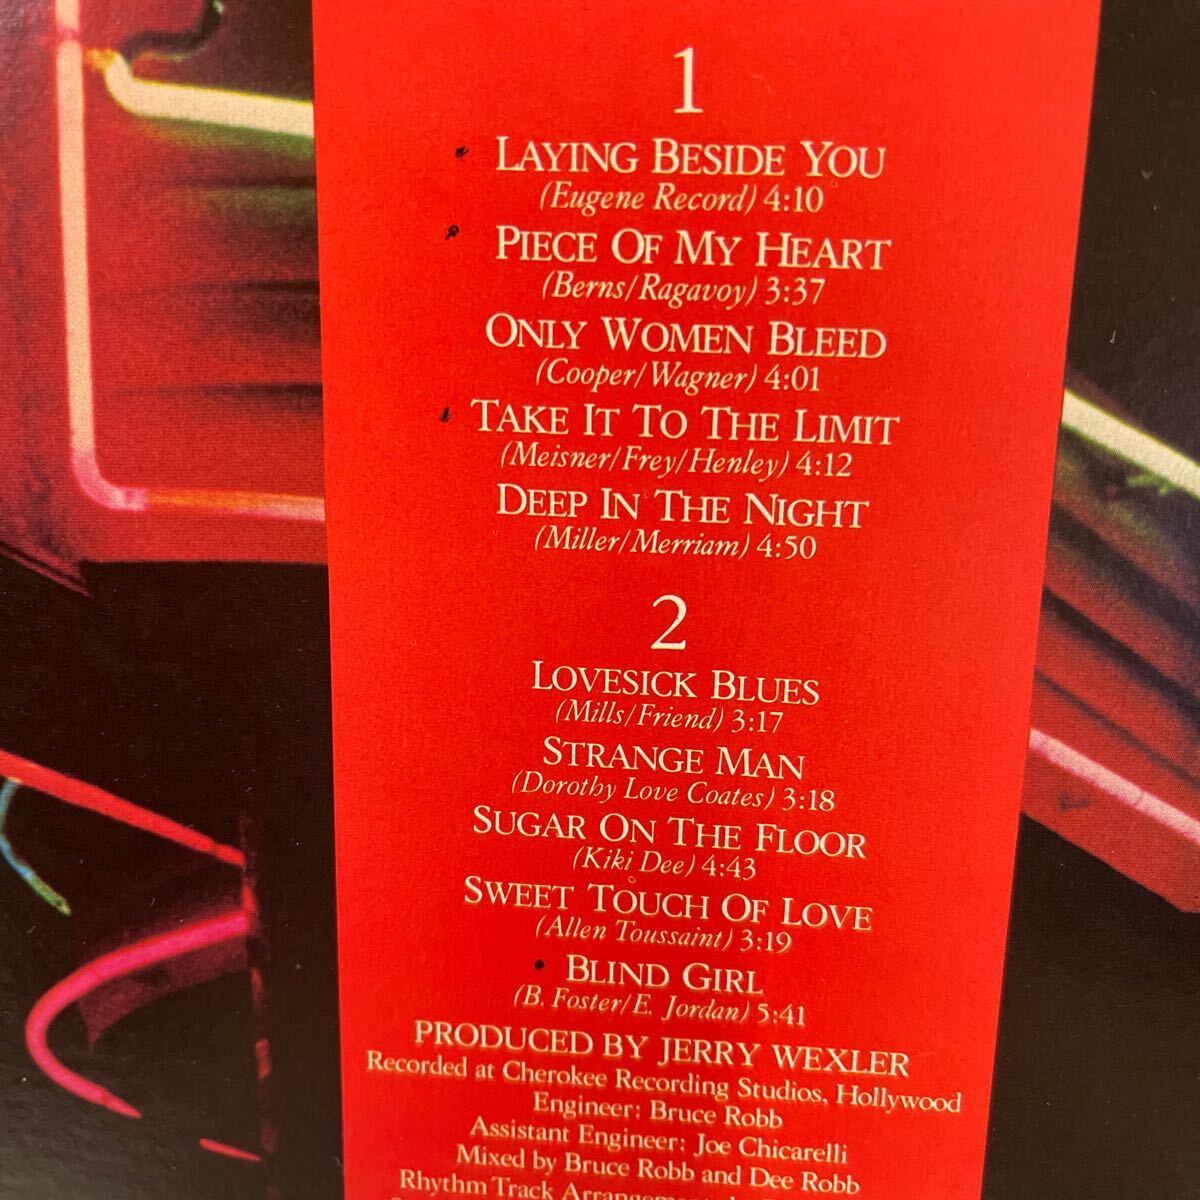 1
LAYING BESIDE YOU
(Eugene Record) 4:10
PIECE OF MY HEART
(Berns/Ragavoy) 3:37
ONLY WOMEN BLEED
(Cooper/Wagner) 4:01
TAKE IT TO THE LIMIT
(Meisner/Frey/Henley) 4:12
DEEP IN THE NIGHT
(Miller/Merriam) 4:50
2
LOVESICK BLUES
(Mills/Friend) 3:17
STRANGE MAN
(Dorothy Love Coates) 3:18
SUGAR ON THE FLOOR
(Kiki Dee) 4:43
SWEET TOUCH OF LOVE
(Allen Toussaint) 3:19
BLIND GIRL
(B. Foster/E. Jordan) 5:41
PRODUCED BY JERRY WEXLER
Recorded at Cherokee Recording Studios, Hollywood
Engineer: Bruce Robb
Assistant Engineer: Joe Chicarelli
Mixed by Bruce Robb and Dee Robb
Rhythm Track